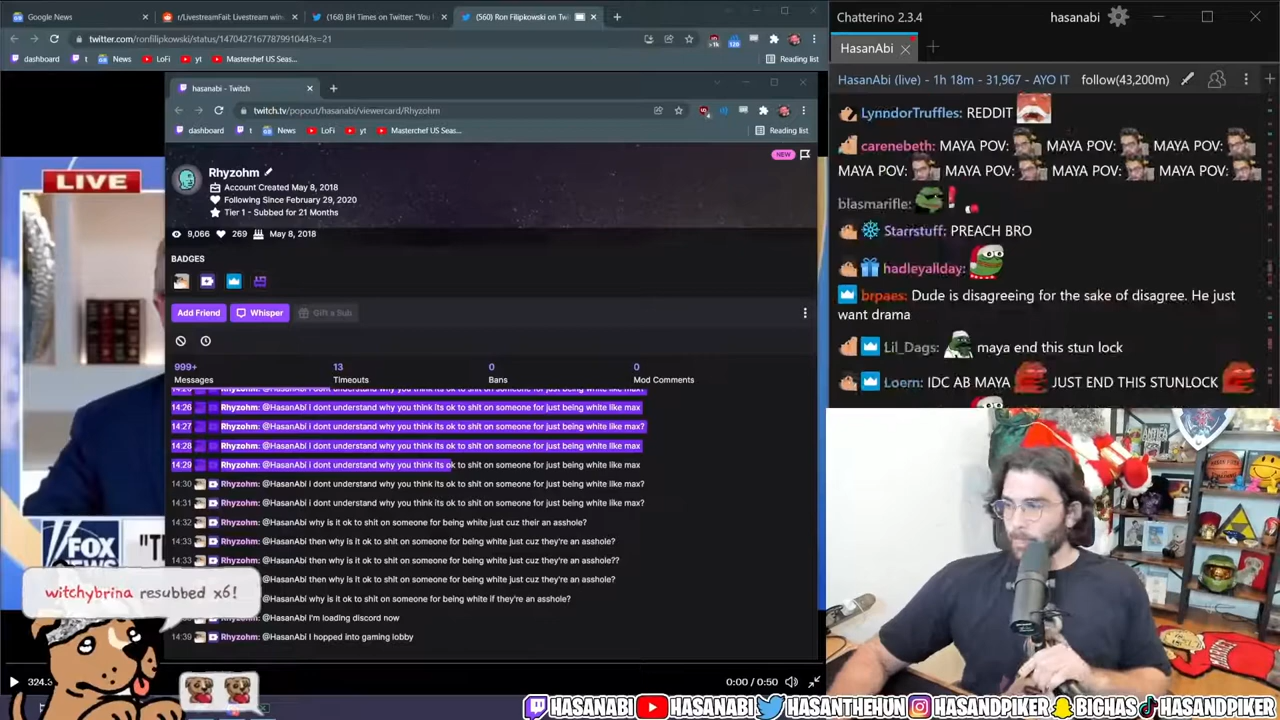 Google News
r/LivestreamFail: Livestream win
(168) BH Times on Twitter: "You
(560) Ron Filipkowski on Tw
twitter.com/ronfilipkowski/status/1470427167787991044?s=21
dashboard
t
News
LoFi
yt
Masterchef US Seas...
Reading list
hasanabi - Twitch
twitch.tv/popout/hasanabi/viewercard/Rhyzohm
dashboard
t
News
LoFi
yt
Masterchef US Seas...
Reading list
LIVE
NEW
Rhyzohm
Account Created May 8, 2018
Following Since February 29, 2020
Tier 1 - Subbed for 21 Months
9,066 269 May 8, 2018
BADGES
Add Friend
Whisper
Gift a Sub
999+ 13 0 0
Messages Timeouts Bans Mod Comments
14:26 Rhyzohm: @HasanAbi i dont understand why you think its ok to shit on someone for just being white like max
14:27 Rhyzohm: @HasanAbi i dont understand why you think its ok to shit on someone for just being white like max?
14:28 Rhyzohm: @HasanAbi i dont understand why you think its ok to shit on someone for just being white like max
14:29 Rhyzohm: @HasanAbi i dont understand why you think its ok to shit on someone for just being white like max
14:30 Rhyzohm: @HasanAbi i dont understand why you think its ok to shit on someone for just being white like max?
14:31 Rhyzohm: @HasanAbi i dont understand why you think its ok to shit on someone for just being white like max?
14:32 Rhyzohm: @HasanAbi why is it ok to shit on someone for being white just cuz their an asshole?
14:33 Rhyzohm: @HasanAbi then why is it ok to shit on someone for being white just cuz they're an asshole?
14:33 Rhyzohm: @HasanAbi then why is it ok to shit on someone for being white just cuz they're an asshole??
@HasanAbi then why is it ok to shit on someone for being white just cuz they're an asshole?
@HasanAbi why is it ok to shit on someone for being white if they're an asshole?
@HasanAbi I'm loading discord now
14:39 Rhyzohm: @HasanAbi I hopped into gaming lobby
FOX
NEWS
witchybrina resubbed x6!
324.
0:00 / 0:50
Chatterino 2.3.4
hasanabi
HasanAbi
HasanAbi (live) - 1h 18m - 31,967 - AYO IT
follow(43,200m)
LynndorTruffles: REDDIT
carenebeth: MAYA POV: MAYA POV: MAYA POV:
MAYA POV: MAYA POV: MAYA POV: MAYA POV:
blasmarifle:
Starrstuff: PREACH BRO
hadleyallday:
brpaes: Dude is disagreeing for the sake of disagree. He just
want drama
Lil_Dags: maya end this stun lock
Loern: IDC AB MAYA JUST END THIS STUNLOCK
HASANABI HASANABI HASANTHEHUN HASANDPIKER BIGHAS HASANDPIKER